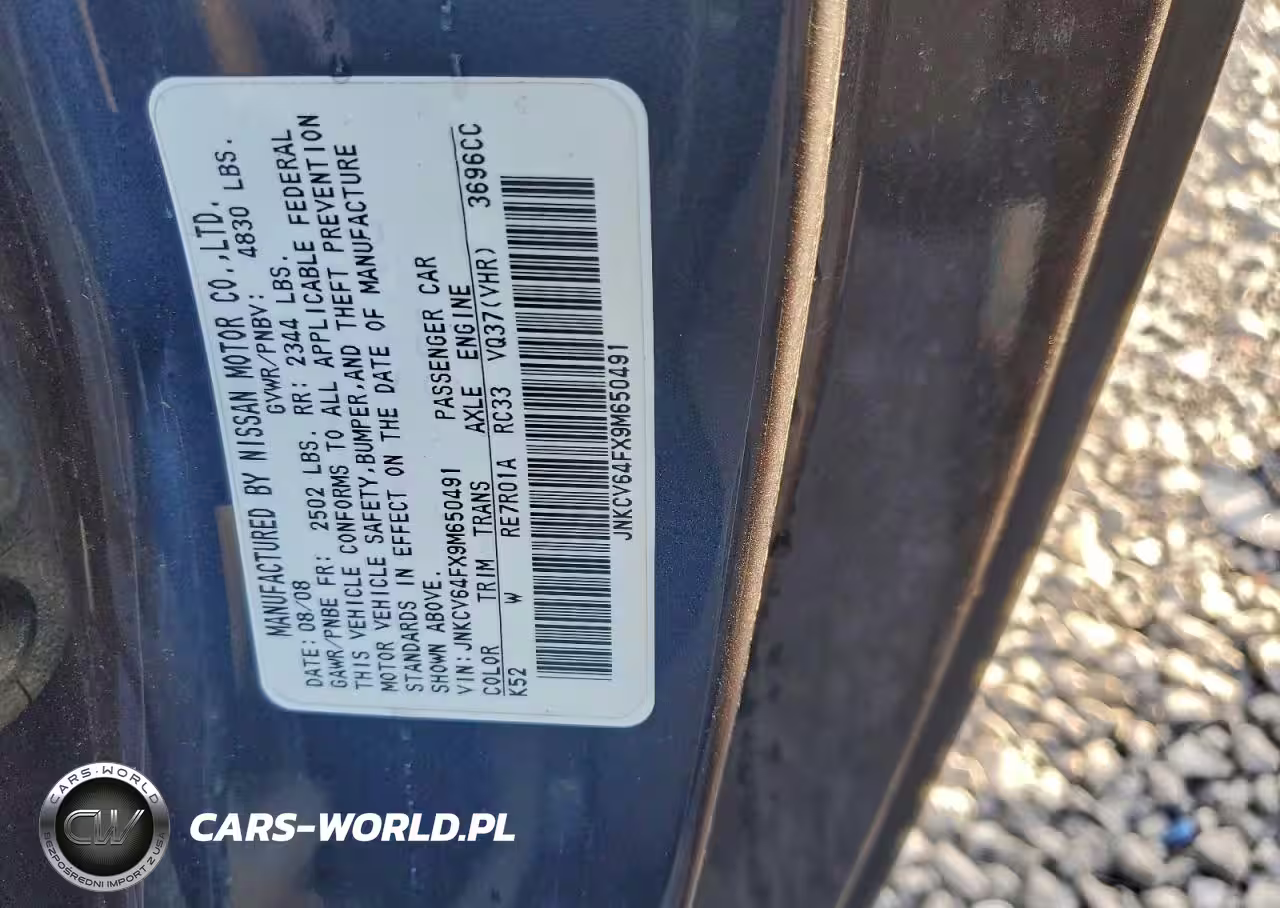 MANUFACTURED BY NISSAN MOTOR CO.,LTD.
DATE: 08/08 GVWR/PNBV: 4830 LBS.
GAWR/PNBE FR: 2502 LBS. RR: 2344 LBS.
THIS VEHICLE CONFORMS TO ALL APPLICABLE FEDERAL
MOTOR VEHICLE SAFETY,BUMPER,AND THEFT PREVENTION
STANDARDS IN EFFECT ON THE DATE OF MANUFACTURE
SHOWN ABOVE.
VIN:JNKCV64FX9M650491 PASSENGER CAR
COLOR TRIM TRANS AXLE ENGINE
K52 W RE7R01A RC33 VQ37(VHR) 3696CC
JNKCV64FX9M650491
CARS-WORLD
CW
BEZPOŚREDNI IMPORT Z USA
CARS-WORLD.PL